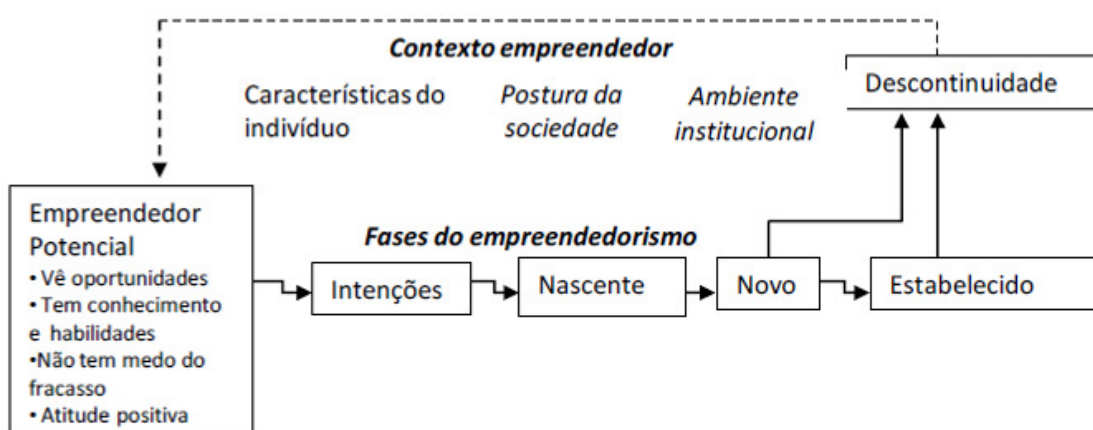 Contexto empreendedor
Descontinuidade
Características do
indivíduo
Postura da
sociedade
Ambiente
institucional
Empreendedor
Potencial
• Vê oportunidades
• Tem conhecimento
e habilidades
•Não tem medo do
fracasso
• Atitude positiva
Fases do empreendedorismo
Intenções
Nascente
Novo
Estabelecido